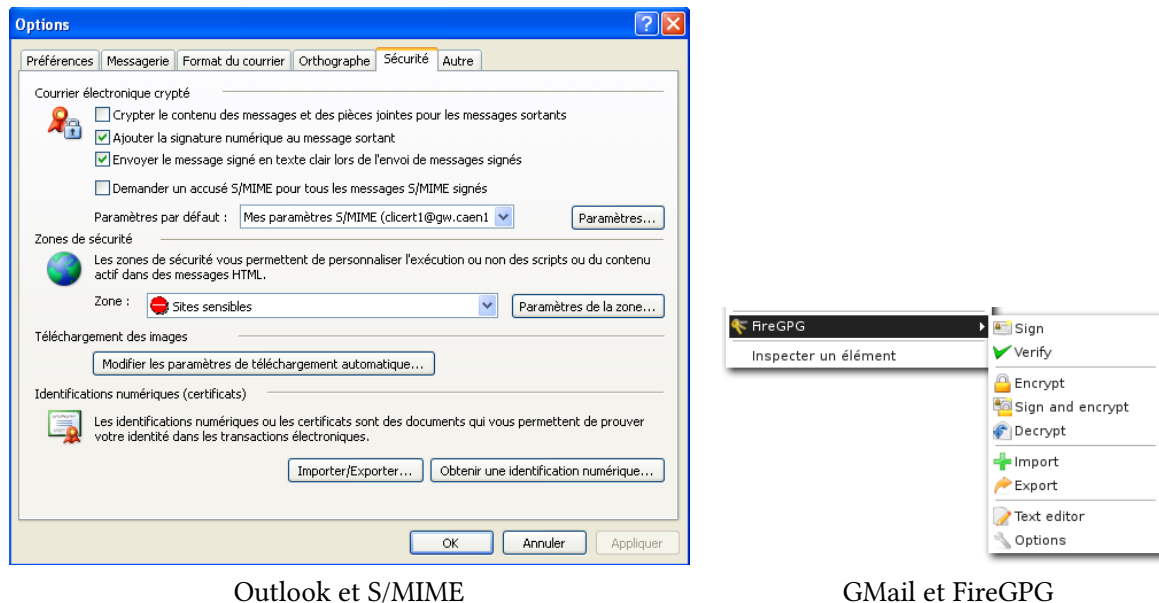 Options
Préférences Messagerie Format du courrier Orthographe Sécurité Autre
Courrier électronique crypté
Crypter le contenu des messages et des pièces jointes pour les messages sortants
Ajouter la signature numérique au message sortant
Envoyer le message signé en texte clair lors de l'envoi de messages signés
Demander un accusé S/MIME pour tous les messages S/MIME signés
Paramètres par défaut : Mes paramètres S/MIME (clicert1@gw.caen1 Paramètres...
Zones de sécurité
Les zones de sécurité vous permettent de personnaliser l'exécution ou non des scripts ou du contenu
actif dans des messages HTML.
Zone : Sites sensibles Paramètres de la zone...
Téléchargement des images
Modifier les paramètres de téléchargement automatique...
Identifications numériques (certificats)
Les identifications numériques ou les certificats sont des documents qui vous permettent de prouver
votre identité dans les transactions électroniques.
Importer/Exporter... Obtenir une identification numérique...
OK Annuler Appliquer
Outlook et S/MIME
FireGPG
Inspecter un élément
Sign
Verify
Encrypt
Sign and encrypt
Decrypt
Import
Export
Text editor
Options
GMail et FireGPG